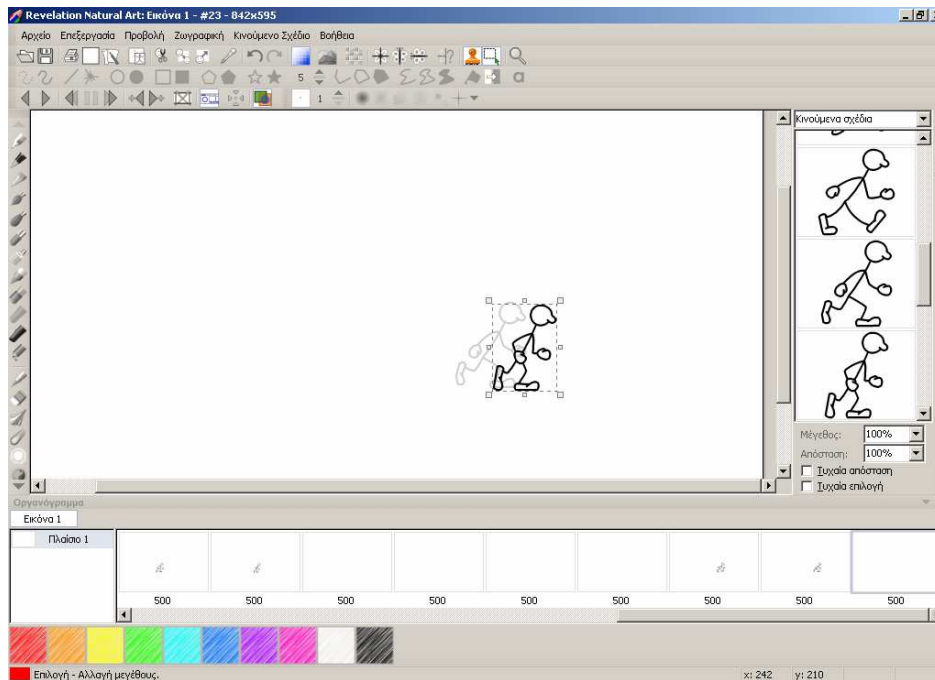 Revelation Natural Art: Εικόνα 1 - #23 - 842x595
Αρχείο Επεξεργασία Προβολή Ζωγραφική Κινούμενο Σχέδιο Βοήθεια
5
1
Κινούμενα σχέδια
Μέγεθος: 100%
Απόσταση: 100%
Τυχαία απόσταση
Τυχαία επιλογή
Οργανόγραμμα
Εικόνα 1
Πλαίσιο 1
500 500 500 500 500 500 500 500 500
Επιλογή - Αλλαγή μεγέθους.
x: 242 y: 210